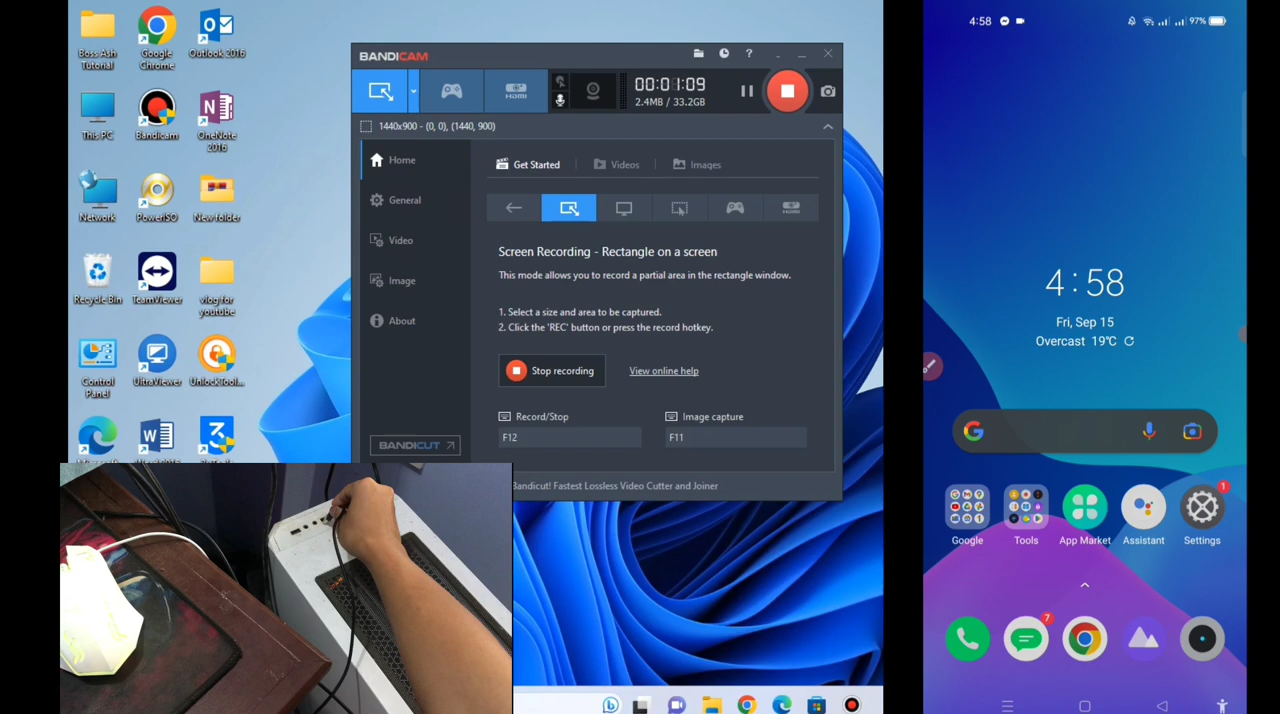 Boss Ash
Tutorial
Google
Chrome
Outlook 2016
This PC
Bandicam
OneNote
2016
Network
PowerISO
New folder
Recycle Bin
TeamViewer
vlog for
youtube
Control
Panel
UltraViewer
UnlockTool...
BANDICAM
?
HDMI
00:01:09
2.4MB / 33.2GB
1440x900 - (0, 0), (1440, 900)
Home
General
Video
Image
About
BANDICUT
Get Started
Videos
Images
HDMI
Screen Recording - Rectangle on a screen
This mode allows you to record a partial area in the rectangle window.
1. Select a size and area to be captured.
2. Click the 'REC' button or press the record hotkey.
Stop recording
View online help
Record/Stop
F12
Image capture
F11
Bandicut! Fastest Lossless Video Cutter and Joiner
4:58
97%
4:58
Fri, Sep 15
Overcast 19℃
Google
Tools
App Market
Assistant
1
Settings
7